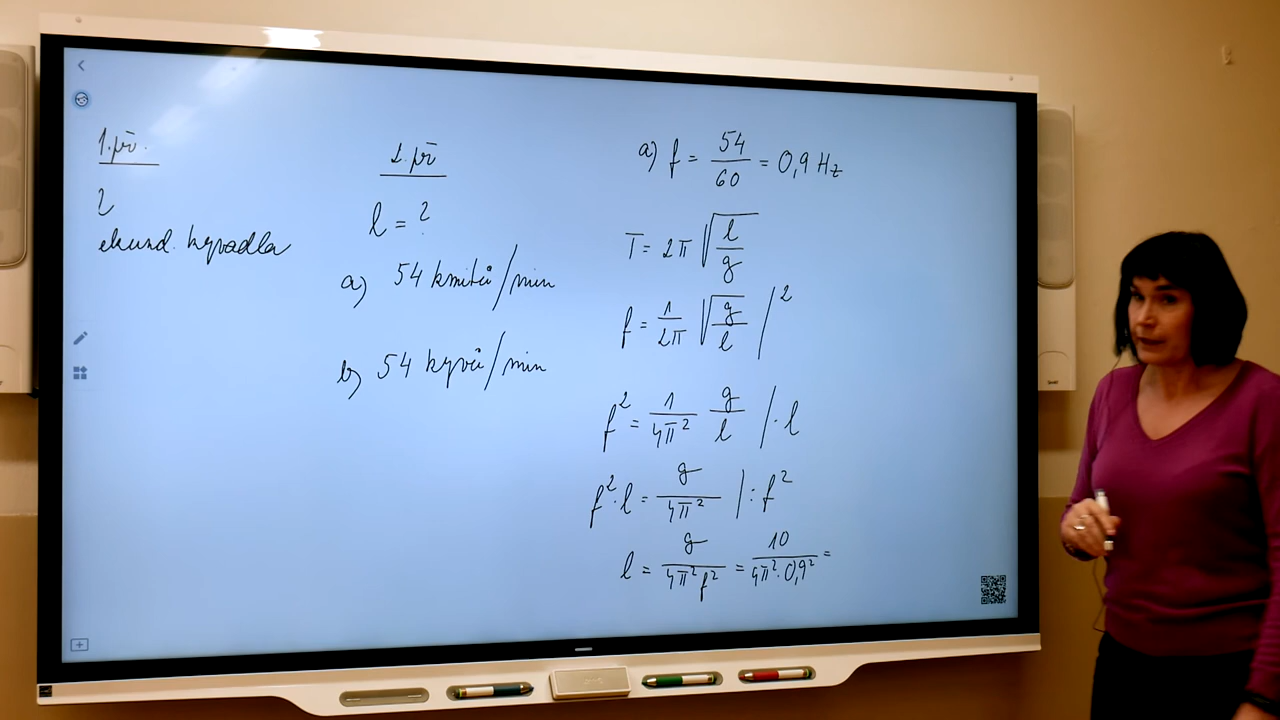 1. př.
l
sekund. kyvadla
2. př
l = ?
a) 54 kmitů/min
b) 54 kyvů/min
a) f = 54/60 = 0,9 Hz
T = 2π √(l/g)
f = 1/2π √(g/l) /²
f² = 1/4π² g/l / · l
f² · l = g/4π² / : f²
l = g/4π²f² = 10/4π² · 0,9² =